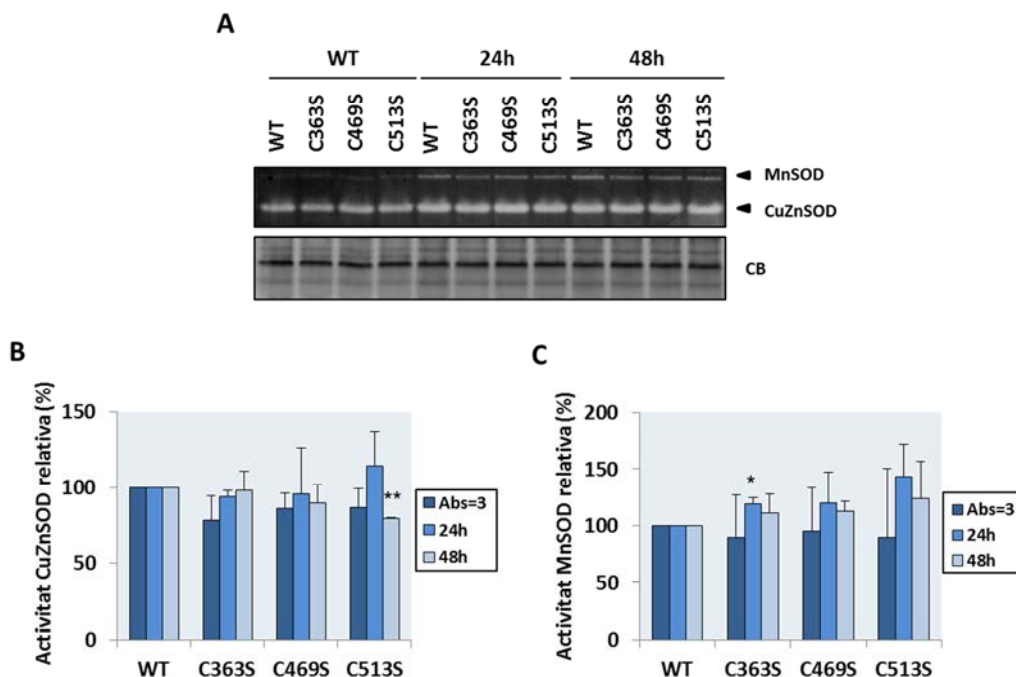 A
WT 24h 48h
WT C363S C469S C513S WT C363S C469S C513S WT C363S C469S C513S
MnSOD
CuZnSOD
CB
B
Activitat CuZnSOD relativa (%)
150
100
50
0
**
WT C363S C469S C513S
Abs=3
24h
48h
C
Activitat MnSOD relativa (%)
200
150
100
50
0
*
WT C363S C469S C513S
Abs=3
24h
48h